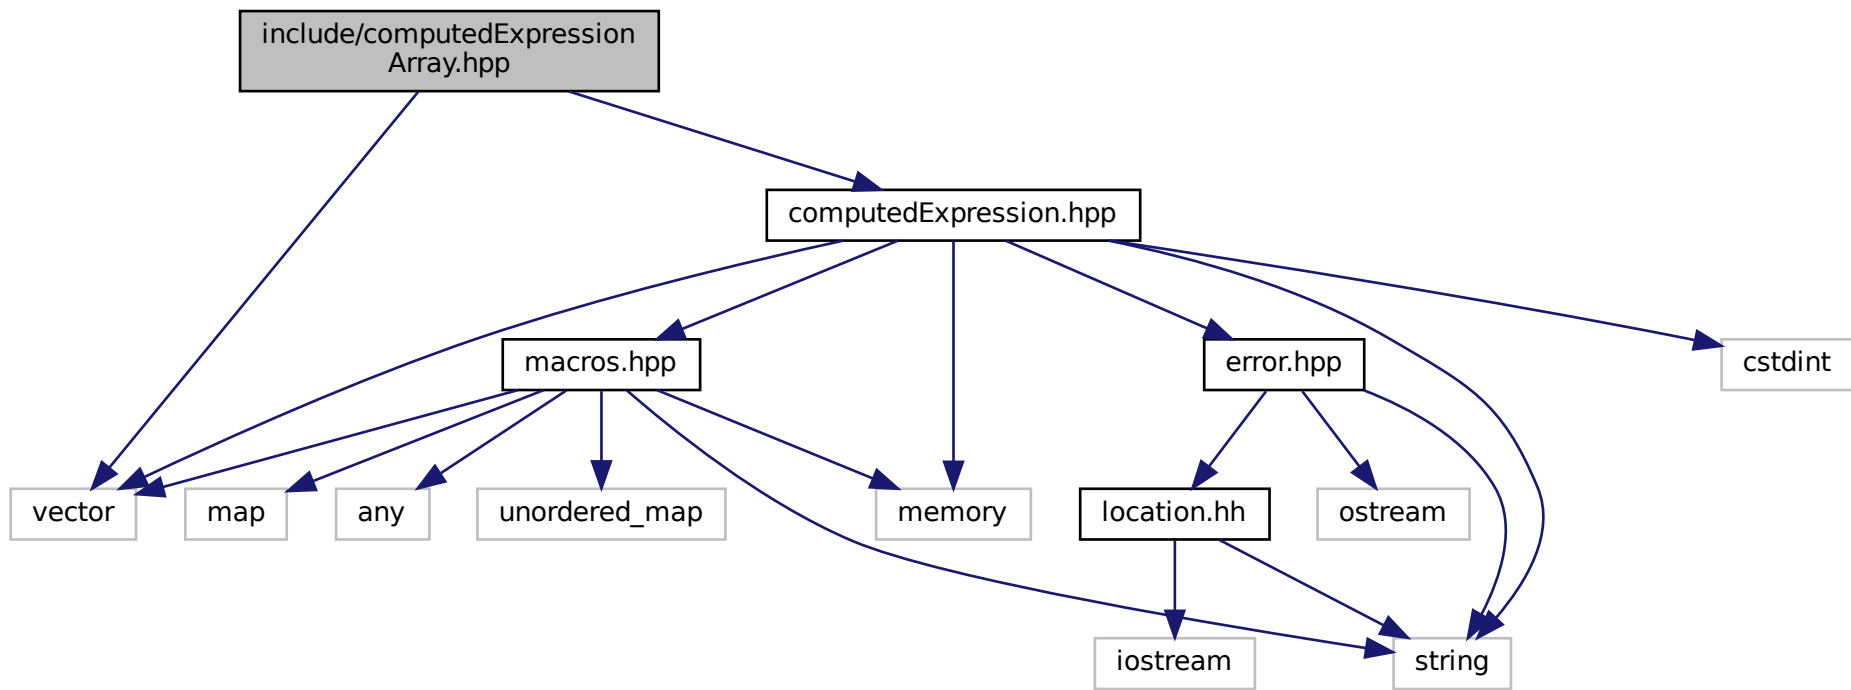 include/computedExpression
Array.hpp
computedExpression.hpp
macros.hpp
error.hpp
cstdint
vector
map
any
unordered_map
memory
location.hh
ostream
iostream
string